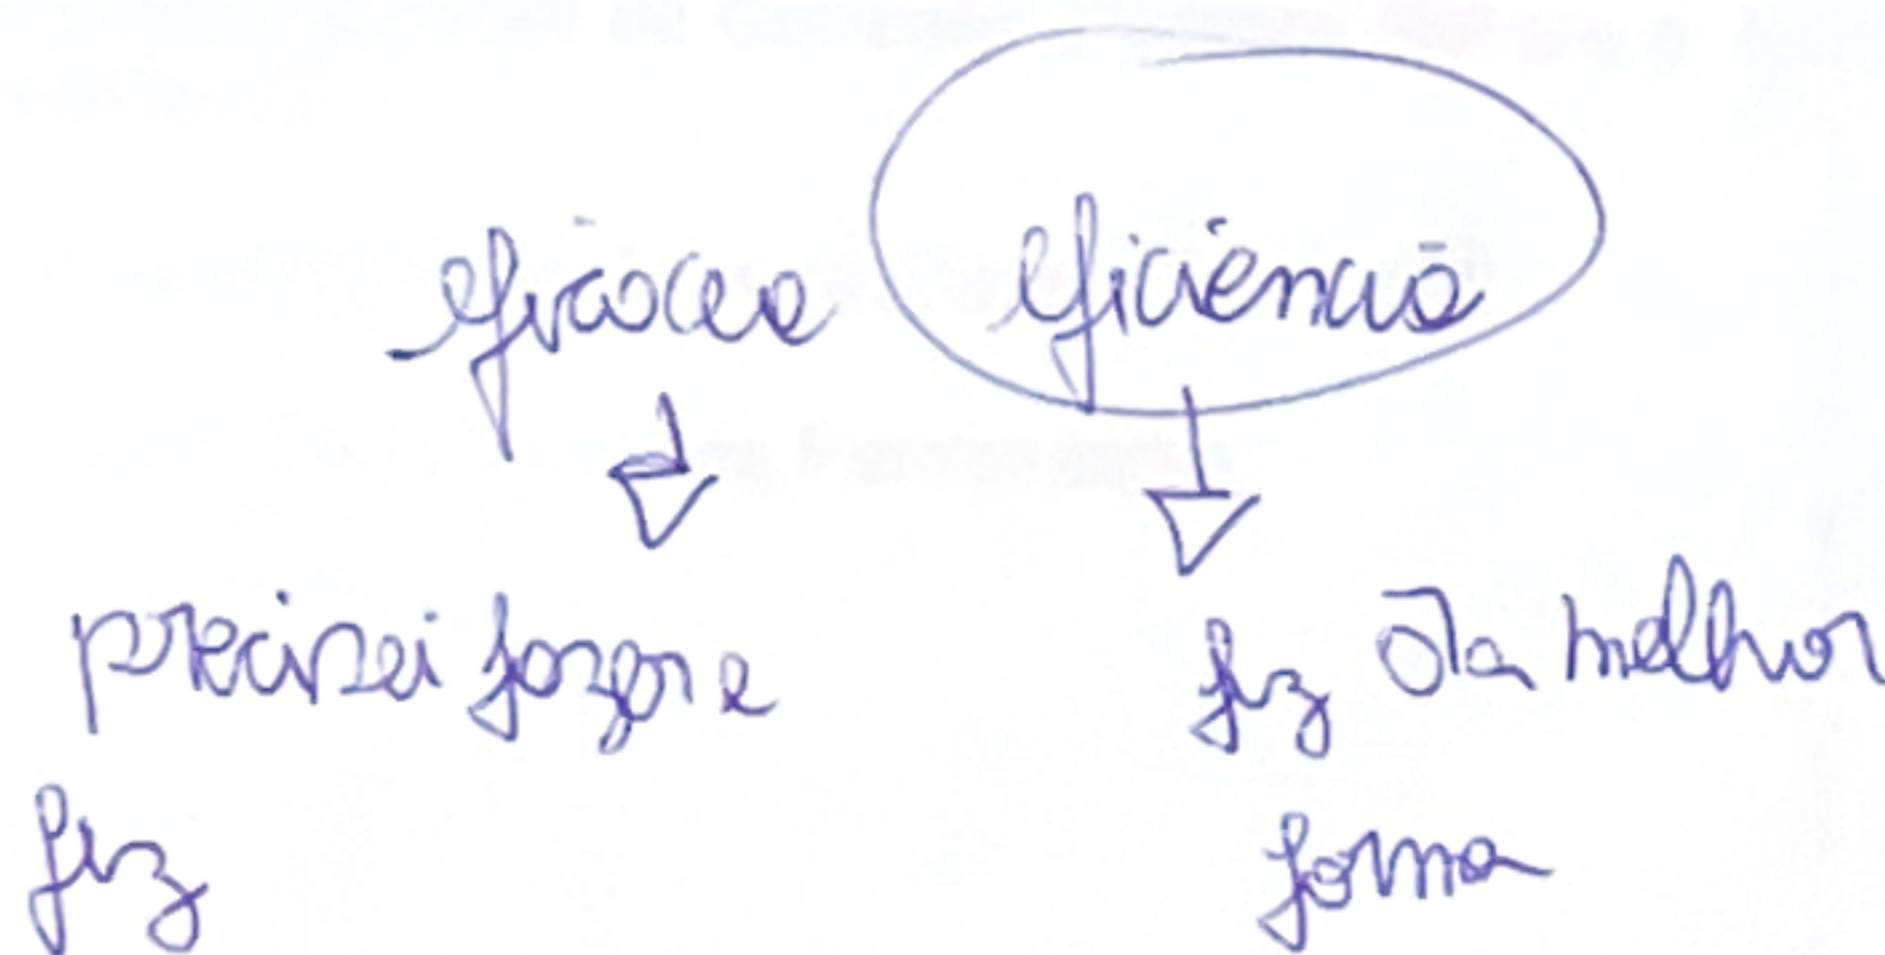 eficácia eficiência
precisei fazer e fiz da melhor
fiz forma